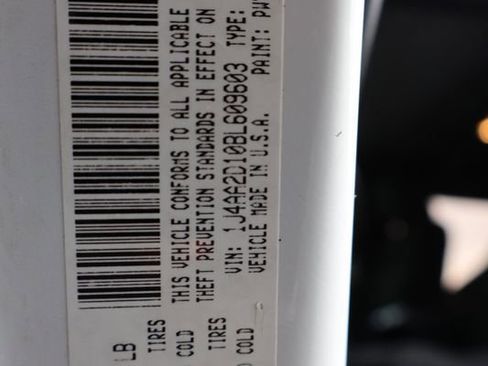 THIS VEHICLE CONFORMS TO ALL APPLICABLE
THEFT PREVENTION STANDARDS IN EFFECT ON
VIN: 1J4AA2D10BL609603 TYPE:
VEHICLE MADE IN U.S.A. PAINT: PW
LB
TIRES
COLD
TIRES
COLD